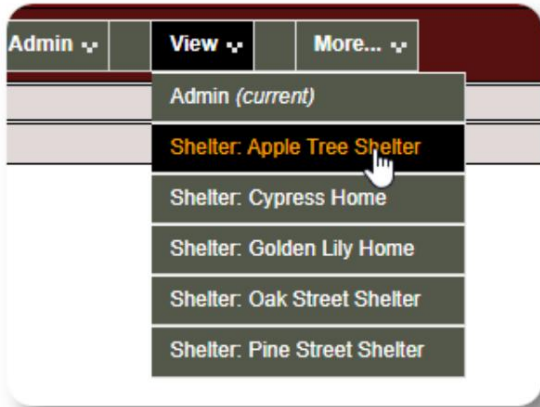 Admin View More...
Admin (current)
Shelter: Apple Tree Shelter
Shelter: Cypress Home
Shelter: Golden Lily Home
Shelter: Oak Street Shelter
Shelter: Pine Street Shelter